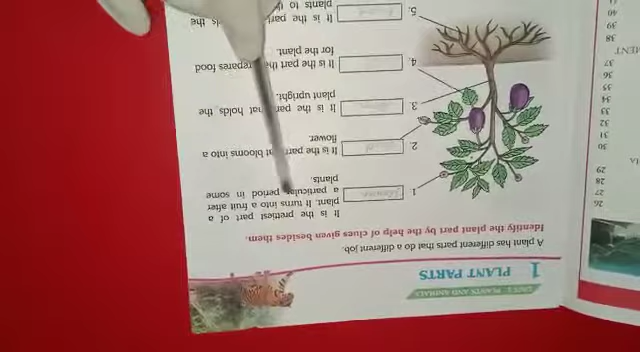 UNIT 1 PLANTS AND ANIMALS
1 PLANT PARTS
A plant has different parts that do a different job.
Identify the plant part by the help of clues given besides them.
1.
It is the prettiest part of a
plant. It turns into a fruit after
a particular period in some
plants.
2.
It is the part blooms into a
flower.
3.
It is the part that holds the
plant upright.
4.
It is the part the prepares food
for the plant.
5.
It is the part the
plants to
26
27
28
29
30
31
32
33
34
35
36
37
MENT
38
39
40